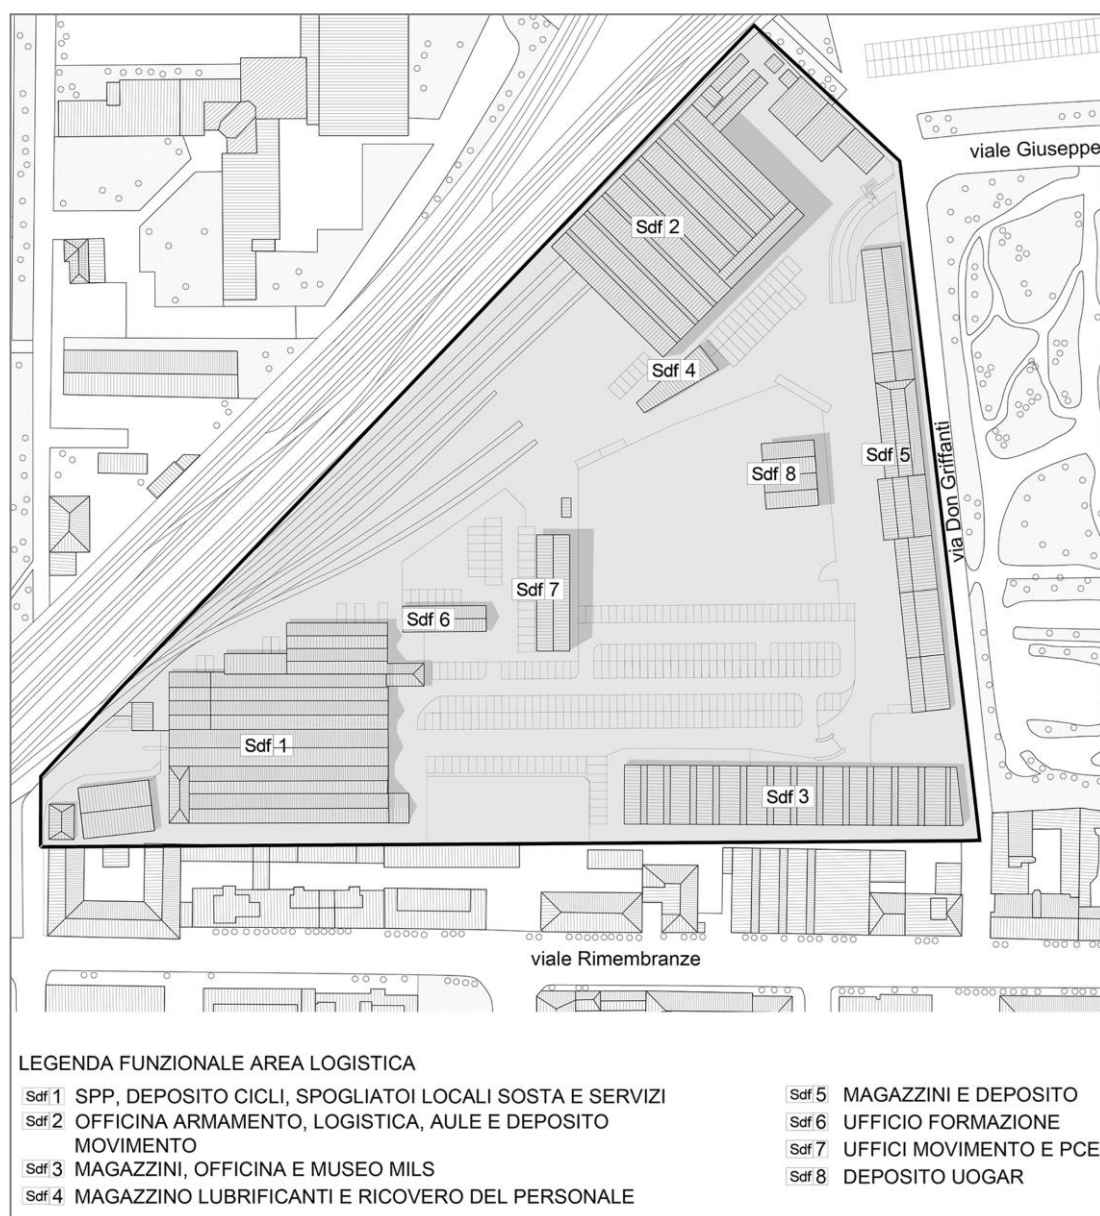 viale Giuseppe
Sdf 2
Sdf 4
Sdf 5
via Don Griffanti
Sdf 8
Sdf 7
Sdf 6
Sdf 1
Sdf 3
viale Rimembranze
LEGENDA FUNZIONALE AREA LOGISTICA
Sdf 1 SPP, DEPOSITO CICLI, SPOGLIATOI LOCALI SOSTA E SERVIZI
Sdf 2 OFFICINA ARMAMENTO, LOGISTICA, AULE E DEPOSITO
MOVIMENTO
Sdf 3 MAGAZZINI, OFFICINA E MUSEO MILS
Sdf 4 MAGAZZINO LUBRIFICANTI E RICOVERO DEL PERSONALE
Sdf 5 MAGAZZINI E DEPOSITO
Sdf 6 UFFICIO FORMAZIONE
Sdf 7 UFFICI MOVIMENTO E PCE
Sdf 8 DEPOSITO UOGAR